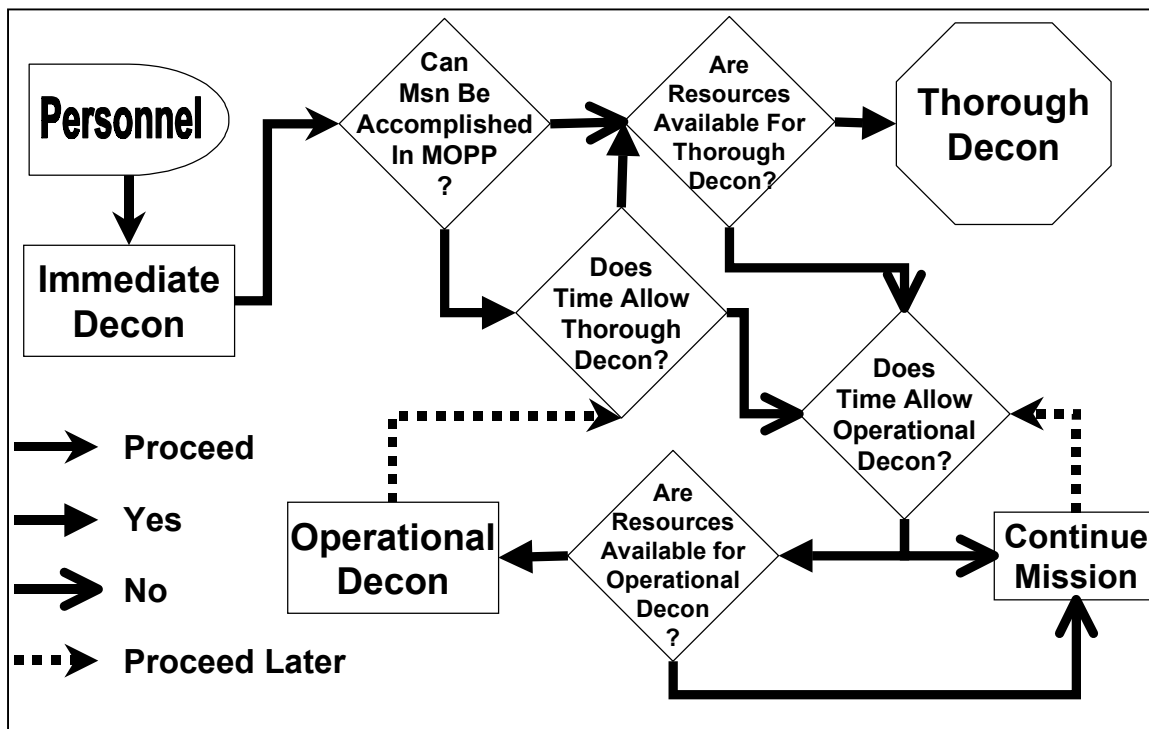 Personnel
Immediate
Decon
Can
Msn Be
Accomplished
In MOPP
?
Are
Resources
Available For
Thorough
Decon?
Thorough
Decon
Does
Time Allow
Thorough
Decon?
Does
Time Allow
Operational
Decon?
Are
Resources
Available for
Operational
Decon
?
Operational
Decon
Continue
Mission
Proceed
Yes
No
Proceed Later